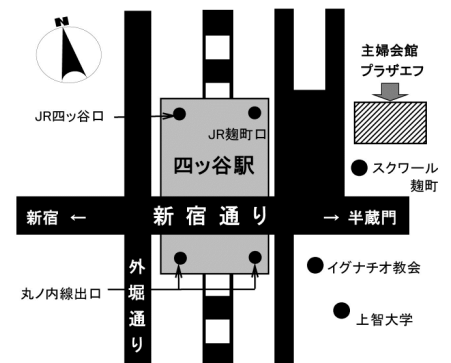 N
主婦会館
プラザエフ
JR四ッ谷口
JR麹町口
四ッ谷駅
スクワール
麹町
新宿 ←
新宿通り
→ 半蔵門
外堀通り
イグナチオ教会
丸ノ内線出口
上智大学